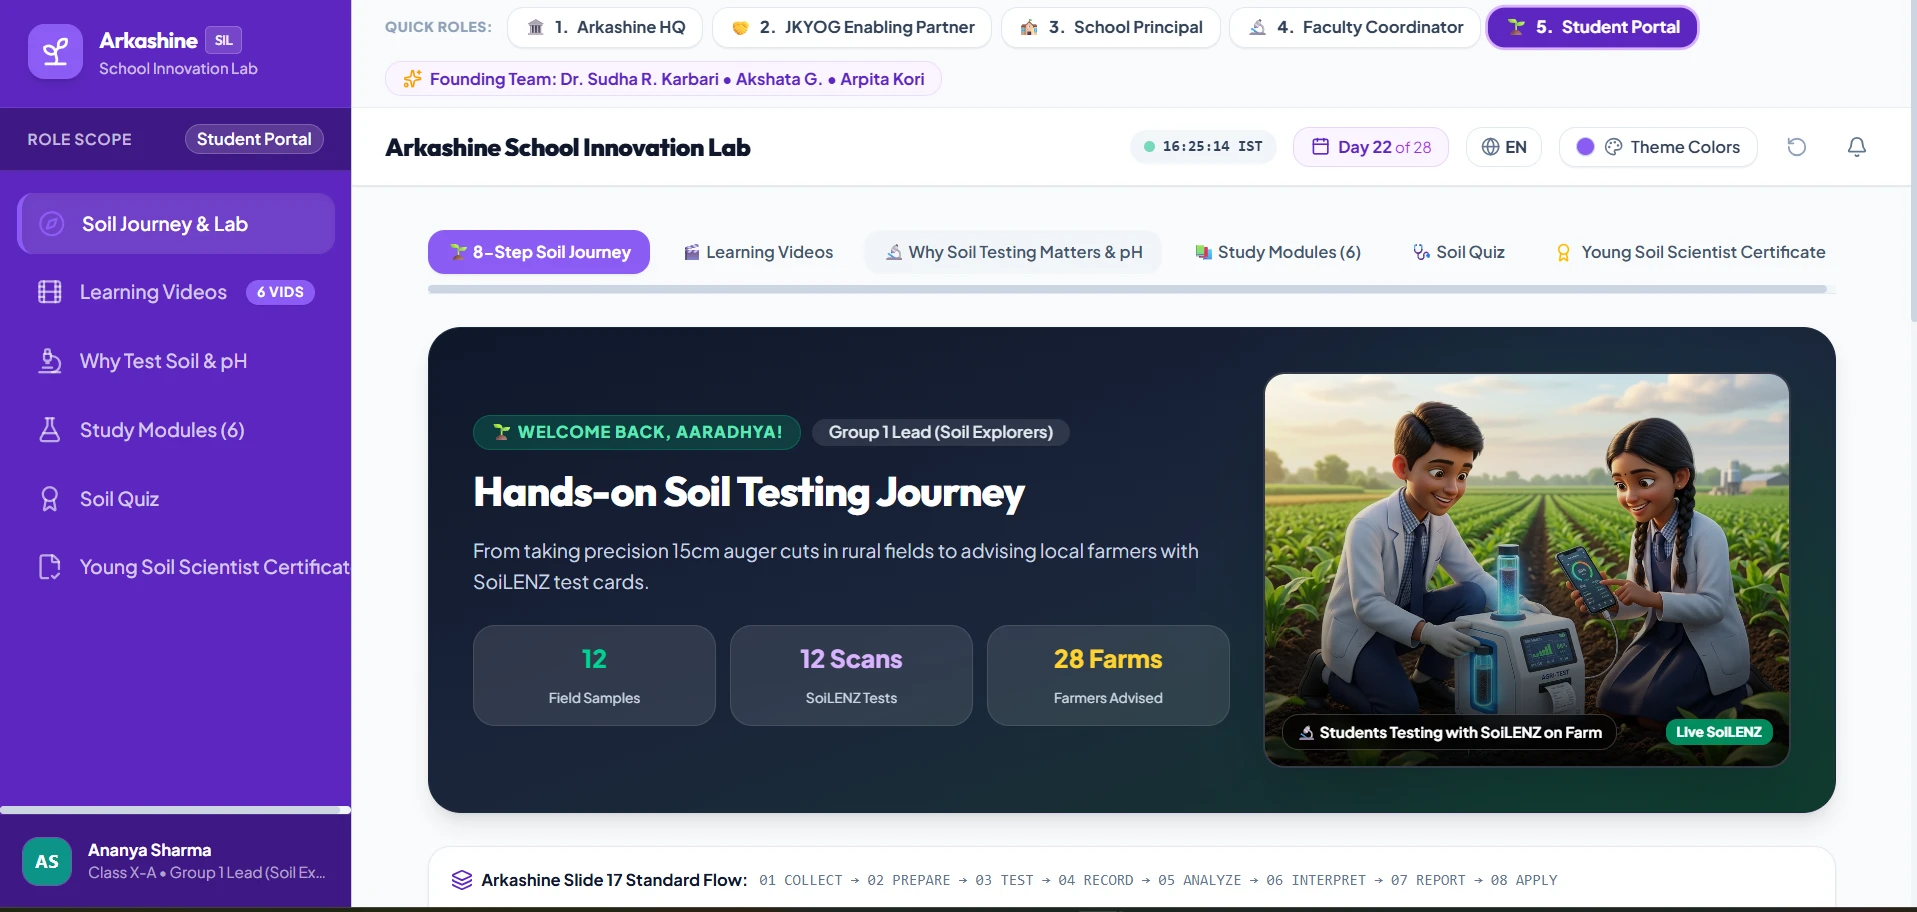 Arkashine SIL
School Innovation Lab
ROLE SCOPE Student Portal
Soil Journey & Lab
Learning Videos 6 VIDS
Why Test Soil & pH
Study Modules (6)
Soil Quiz
Young Soil Scientist Certificat
AS Ananya Sharma
Class X-A • Group 1 Lead (Soil Ex...
QUICK ROLES: 1. Arkashine HQ 2. JKYOG Enabling Partner 3. School Principal 4. Faculty Coordinator 5. Student Portal
Founding Team: Dr. Sudha R. Karbari • Akshata G. • Arpita Kori
Arkashine School Innovation Lab 16:25:14 IST Day 22 of 28 EN Theme Colors
8-Step Soil Journey Learning Videos Why Soil Testing Matters & pH Study Modules (6) Soil Quiz Young Soil Scientist Certificate
WELCOME BACK, AARADHYA! Group 1 Lead (Soil Explorers)
Hands-on Soil Testing Journey
From taking precision 15cm auger cuts in rural fields to advising local farmers with
SoiLENZ test cards.
12
Field Samples
12 Scans
SoiLENZ Tests
28 Farms
Farmers Advised
AGRI-TEST
Students Testing with SoiLENZ on Farm Live SoiLENZ
Arkashine Slide 17 Standard Flow: 01 COLLECT → 02 PREPARE → 03 TEST → 04 RECORD → 05 ANALYZE → 06 INTERPRET → 07 REPORT → 08 APPLY